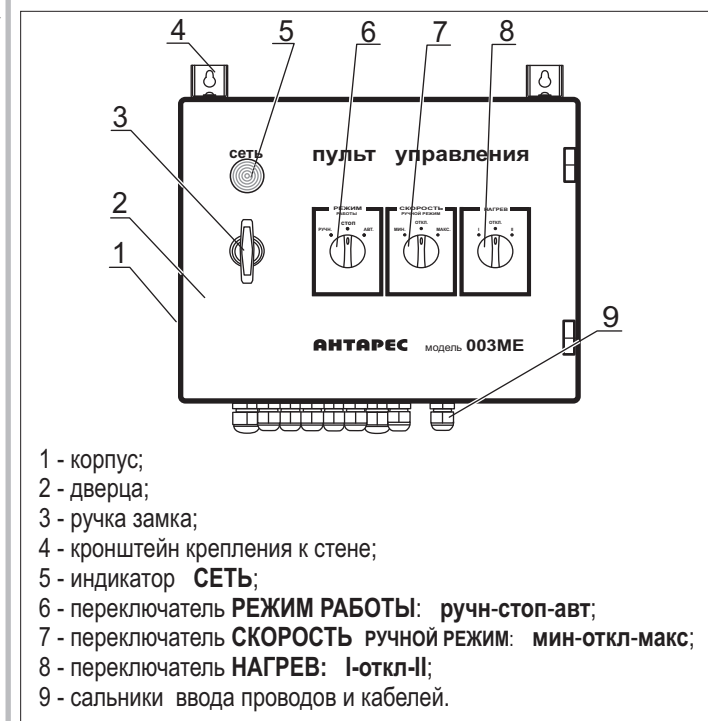 4 5 6 7 8
3
2
1
9
сеть пульт управления
РЕЖИМ РАБОТЫ
СТОП
РУЧН. АВТ.
СКОРОСТЬ
РУЧНОЙ РЕЖИМ
ОТКЛ.
МИН. МАКС.
НАГРЕВ
ОТКЛ.
I II
АНТАРЕС модель 003МЕ
1 - корпус;
2 - дверца;
3 - ручка замка;
4 - кронштейн крепления к стене;
5 - индикатор СЕТЬ;
6 - переключатель РЕЖИМ РАБОТЫ: ручн-стоп-авт;
7 - переключатель СКОРОСТЬ РУЧНОЙ РЕЖИМ: мин-откл-макс;
8 - переключатель НАГРЕВ: I-откл-II;
9 - сальники ввода проводов и кабелей.